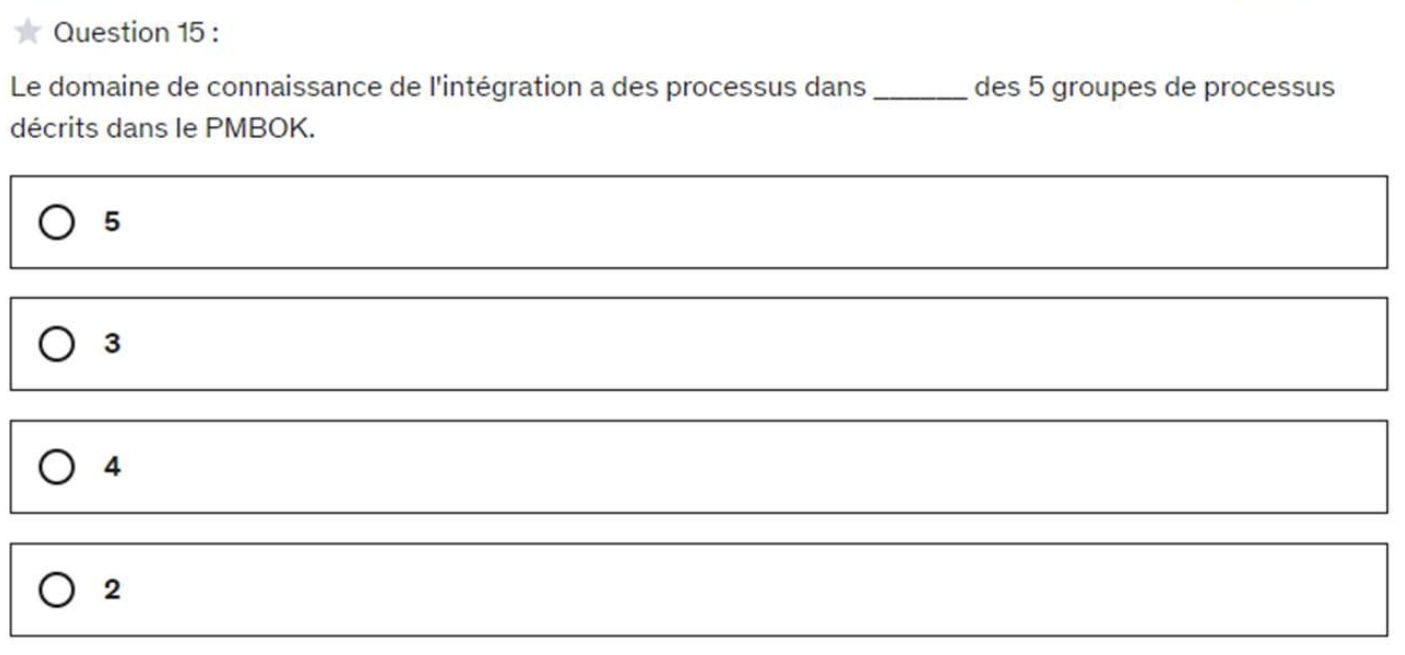 Question 15 :
Le domaine de connaissance de l'intégration a des processus dans ______ des 5 groupes de processus
décrits dans le PMBOK.
5
3
4
2